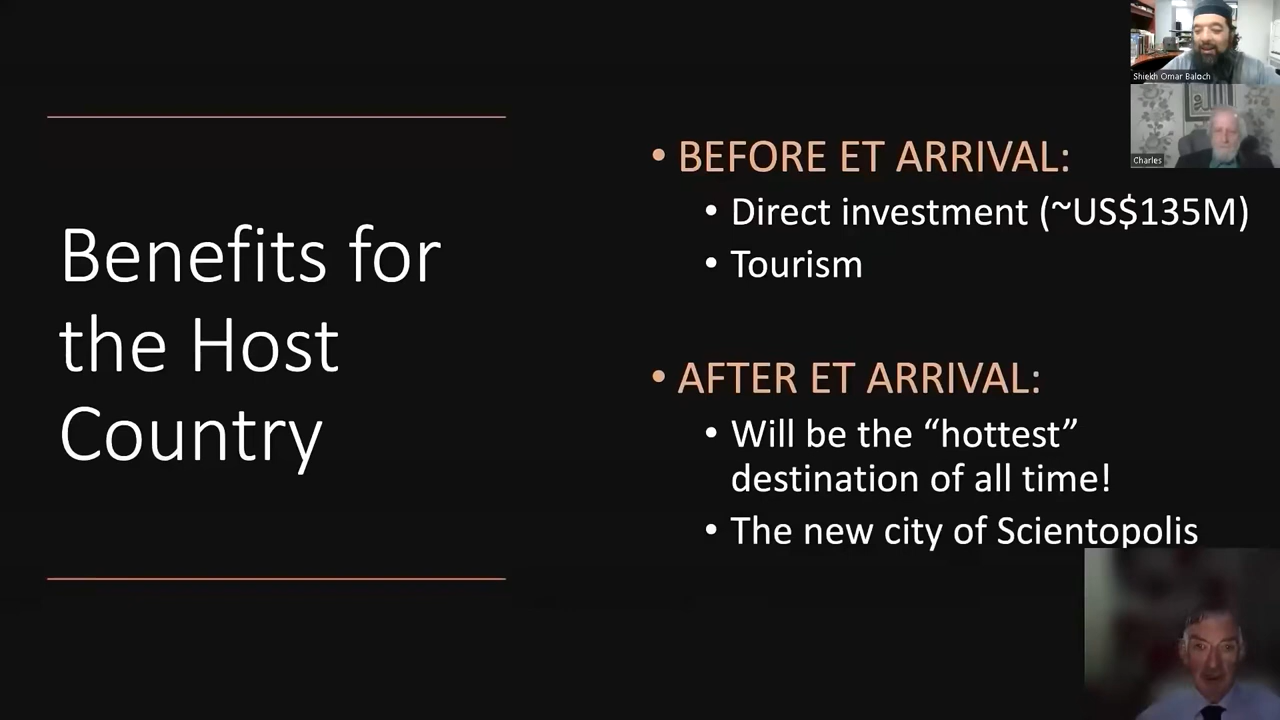 Benefits for
the Host
Country
• BEFORE ET ARRIVAL:
• Direct investment (~US$135M)
• Tourism
• AFTER ET ARRIVAL:
• Will be the “hottest”
destination of all time!
• The new city of Scientopolis
Shiekh Omar Baloch
Charles